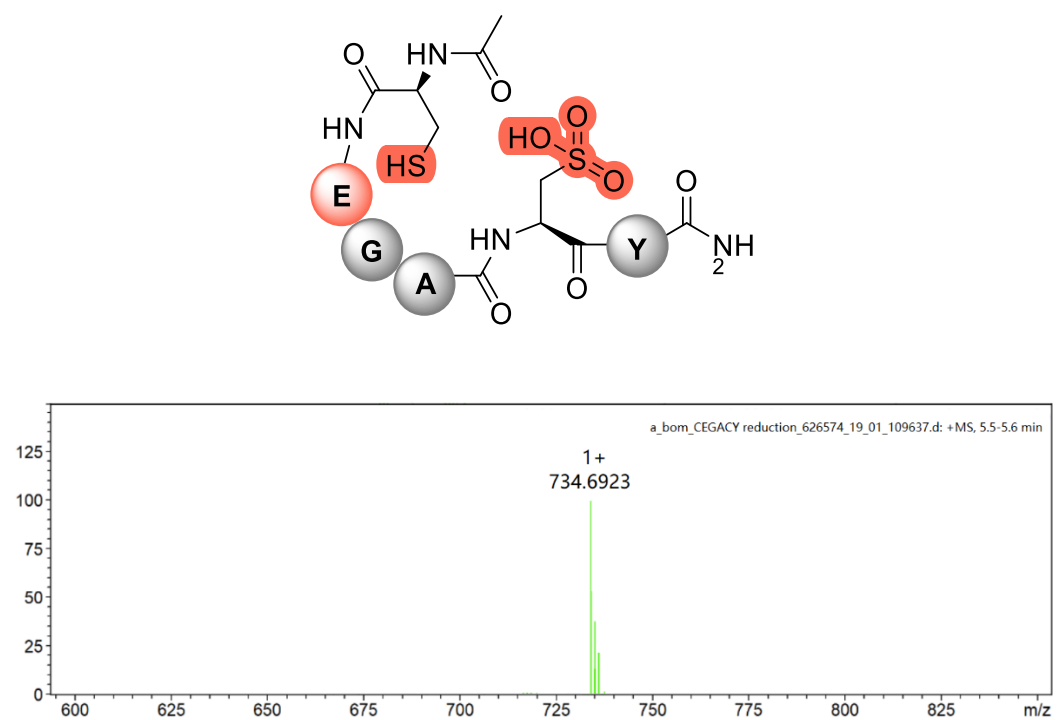 O
HN
O
HN
HS
E
G
A
HN
O
HO
O
S
O
O
Y
O
NH
2
a_bom_CEGACY reduction_626574_19_01_109637.d: +MS, 5.5-5.6 min
1+
734.6923
125
100
75
50
25
0
600 625 650 675 700 725 750 775 800 825 m/z